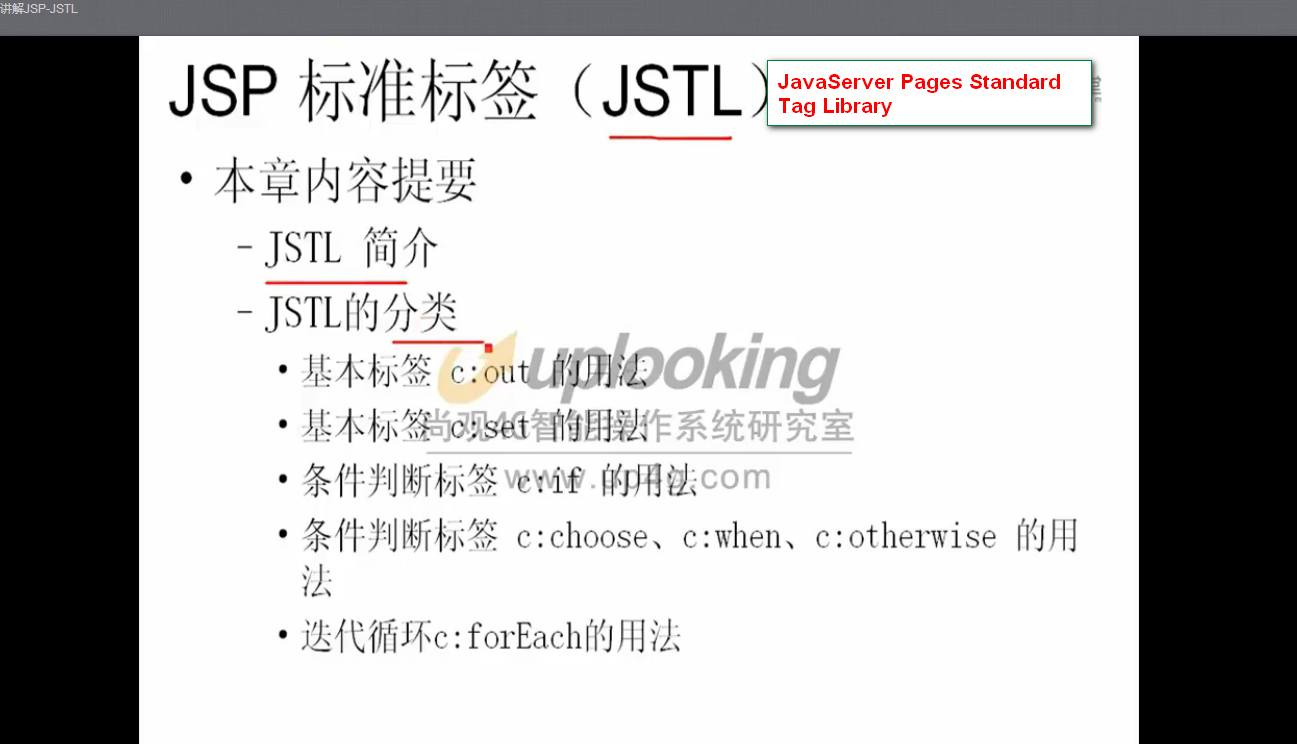 讲解JSP-JSTL
JSP 标准标签（JSTL）
JavaServer Pages Standard
Tag Library
• 本章内容提要
– JSTL 简介
– JSTL的分类
• 基本标签 c:out 的用法
• 基本标签 c:set 的用法
• 条件判断标签 c:if 的用法
• 条件判断标签 c:choose、c:when、c:otherwise 的用
法
• 迭代循环c:forEach的用法
uplooking
尚观4G智能操作系统研究室
www.up4g.com